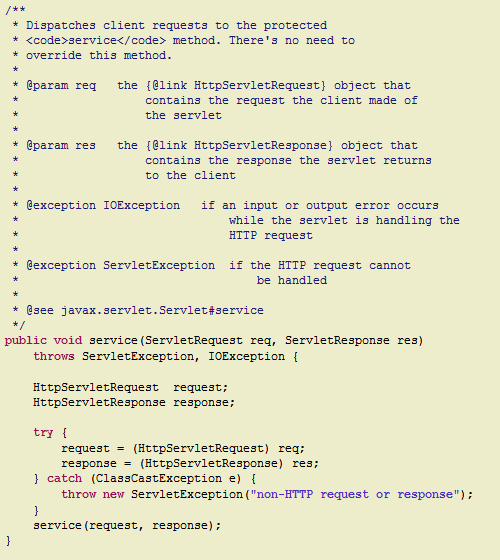 /**
 * Dispatches client requests to the protected
 * <code>service</code> method. There's no need to
 * override this method.
 *
 * @param req   the {@link HttpServletRequest} object that
 *                   contains the request the client made of
 *                   the servlet
 *
 * @param res   the {@link HttpServletResponse} object that
 *                   contains the response the servlet returns
 *                   to the client
 *
 * @exception IOException   if an input or output error occurs
 *                               while the servlet is handling the
 *                               HTTP request
 *
 * @exception ServletException  if the HTTP request cannot
 *                                   be handled
 *
 * @see javax.servlet.Servlet#service
 */
public void service(ServletRequest req, ServletResponse res)
    throws ServletException, IOException {

    HttpServletRequest  request;
    HttpServletResponse response;

    try {
        request = (HttpServletRequest) req;
        response = (HttpServletResponse) res;
    } catch (ClassCastException e) {
        throw new ServletException("non-HTTP request or response");
    }
    service(request, response);
}